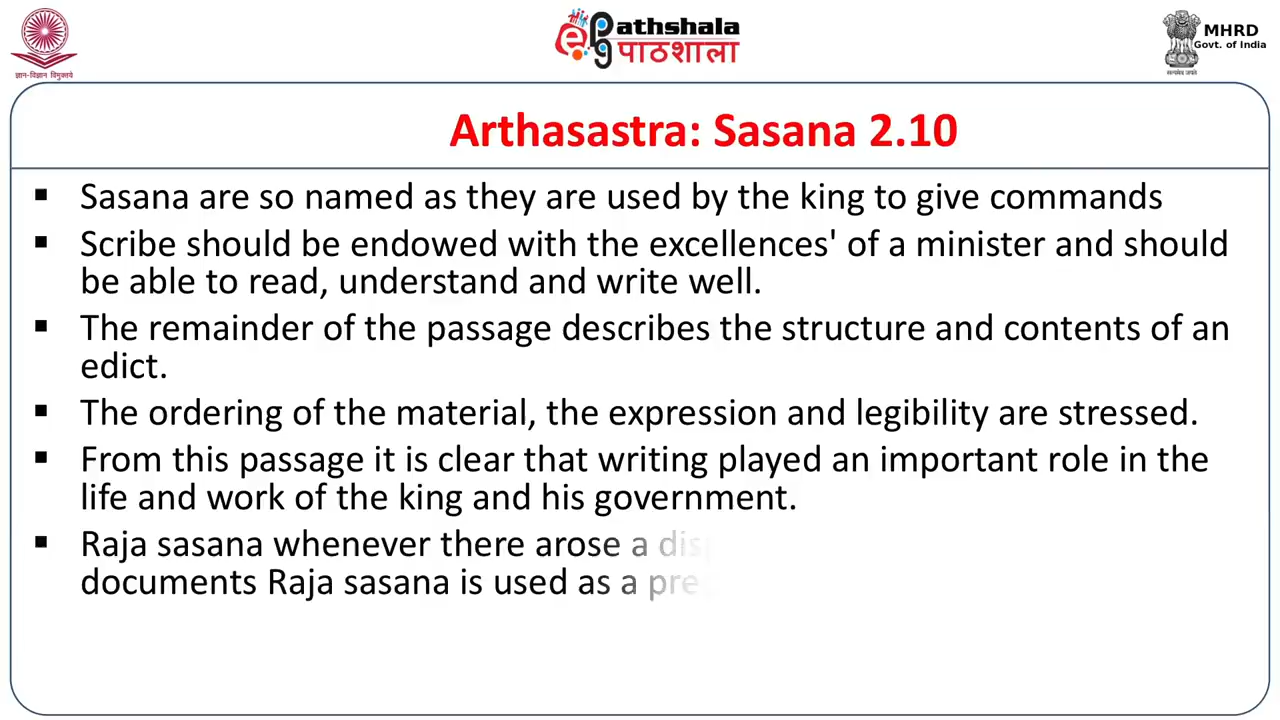 ज्ञान-विज्ञान विमुक्तये
ePathshala
पाठशाला
MHRD
Govt. of India
सत्यमेव जयते
Arthasastra: Sasana 2.10
▪ Sasana are so named as they are used by the king to give commands
▪ Scribe should be endowed with the excellences' of a minister and should
be able to read, understand and write well.
▪ The remainder of the passage describes the structure and contents of an
edict.
▪ The ordering of the material, the expression and legibility are stressed.
▪ From this passage it is clear that writing played an important role in the
life and work of the king and his government.
▪ Raja sasana whenever there arose a
documents Raja sasana is used as a